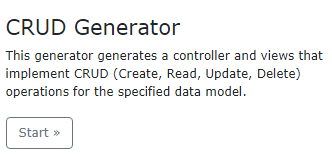 CRUD Generator
This generator generates a controller and views that
implement CRUD (Create, Read, Update, Delete)
operations for the specified data model.
Start »